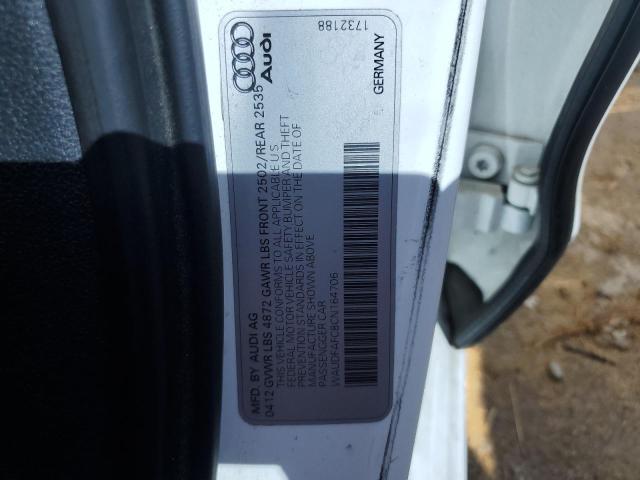 1732188
Audi
GERMANY
MFD. BY AUDI AG
0412 GVWR LBS 4872 GAWR LBS FRONT 2502/REAR 2535
THIS VEHICLE CONFORMS TO ALL APPLICABLE U S
FEDERAL MOTOR VEHICLE SAFETY, BUMPER AND THEFT
PREVENTION STANDARDS IN EFFECT ON THE DATE OF
MANUFACTURE SHOWN ABOVE
PASSENGER CAR
WAUDFAFC8CN164706